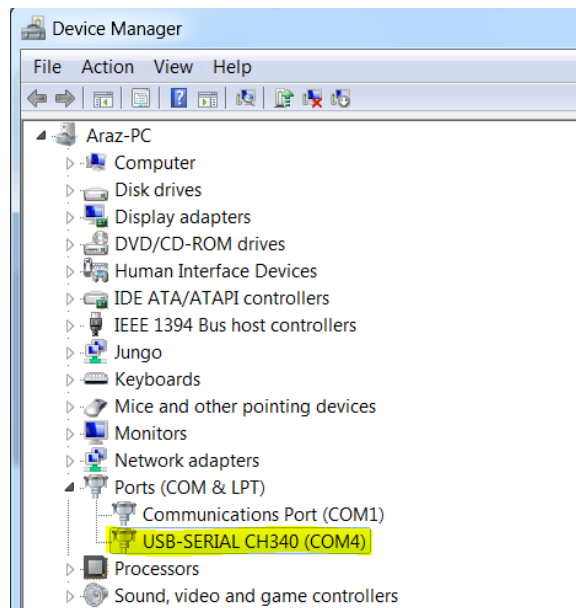 Device Manager
File Action View Help
Araz-PC
Computer
Disk drives
Display adapters
DVD/CD-ROM drives
Human Interface Devices
IDE ATA/ATAPI controllers
IEEE 1394 Bus host controllers
Jungo
Keyboards
Mice and other pointing devices
Monitors
Network adapters
Ports (COM & LPT)
Communications Port (COM1)
USB-SERIAL CH340 (COM4)
Processors
Sound, video and game controllers